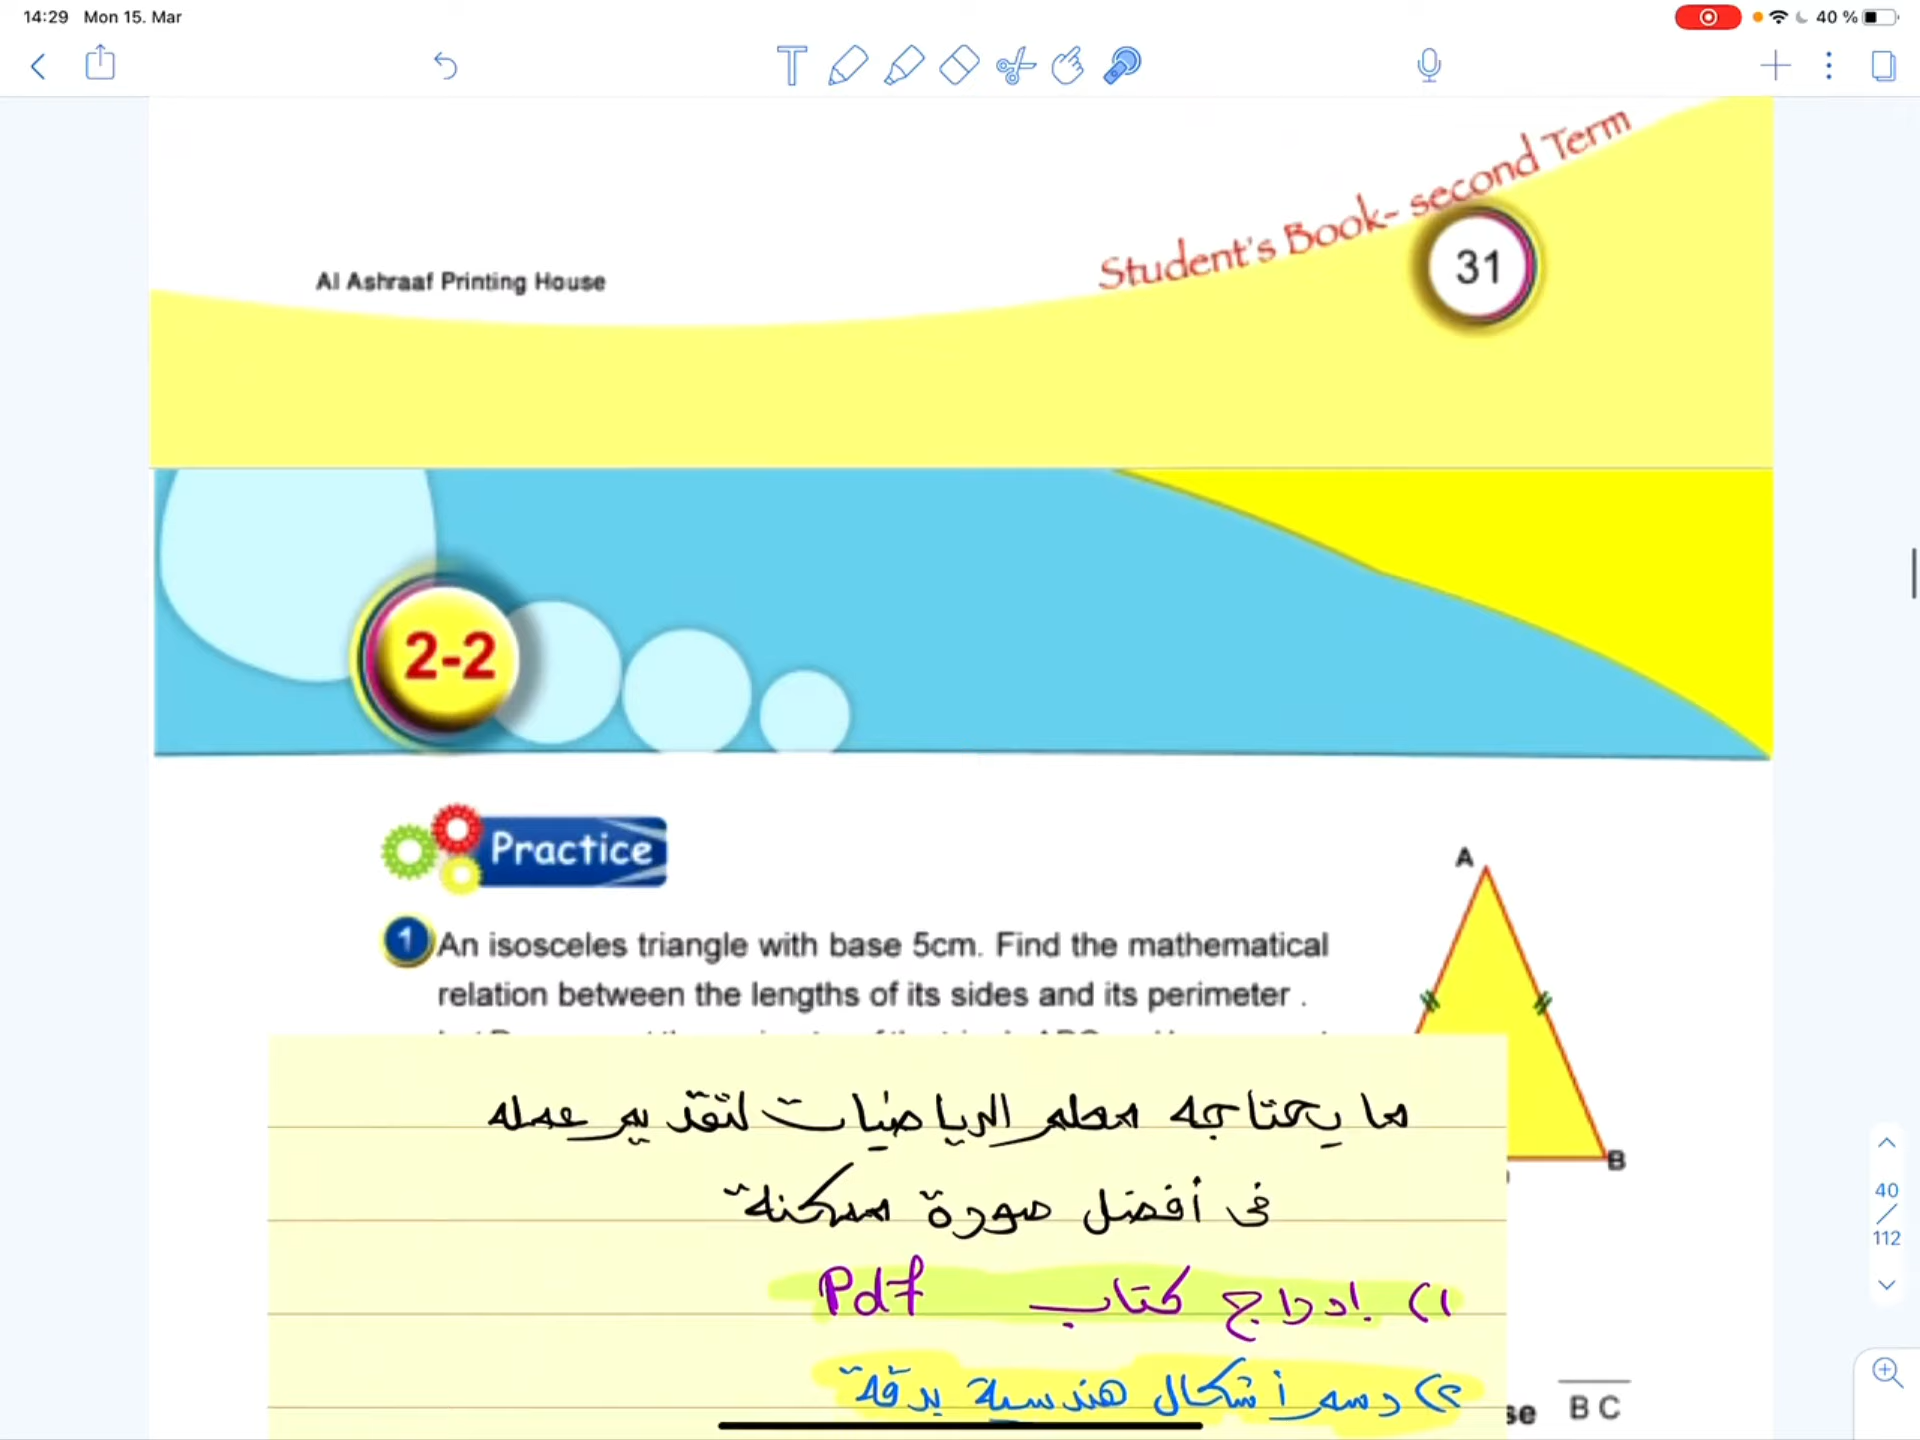 14:29 Mon 15. Mar
40 %
Student's Book- second Term
31
Al Ashraaf Printing House
2-2
Practice
A
1 An isosceles triangle with base 5cm. Find the mathematical
relation between the lengths of its sides and its perimeter .
B
ما يحتاجه معلم الرياضيات لتقديم عمله
فى أفضل صورة ممكنة
١) إدراج كتاب Pdf
٢) رسم أشكال هندسية بدقة
se B C
40
/
112